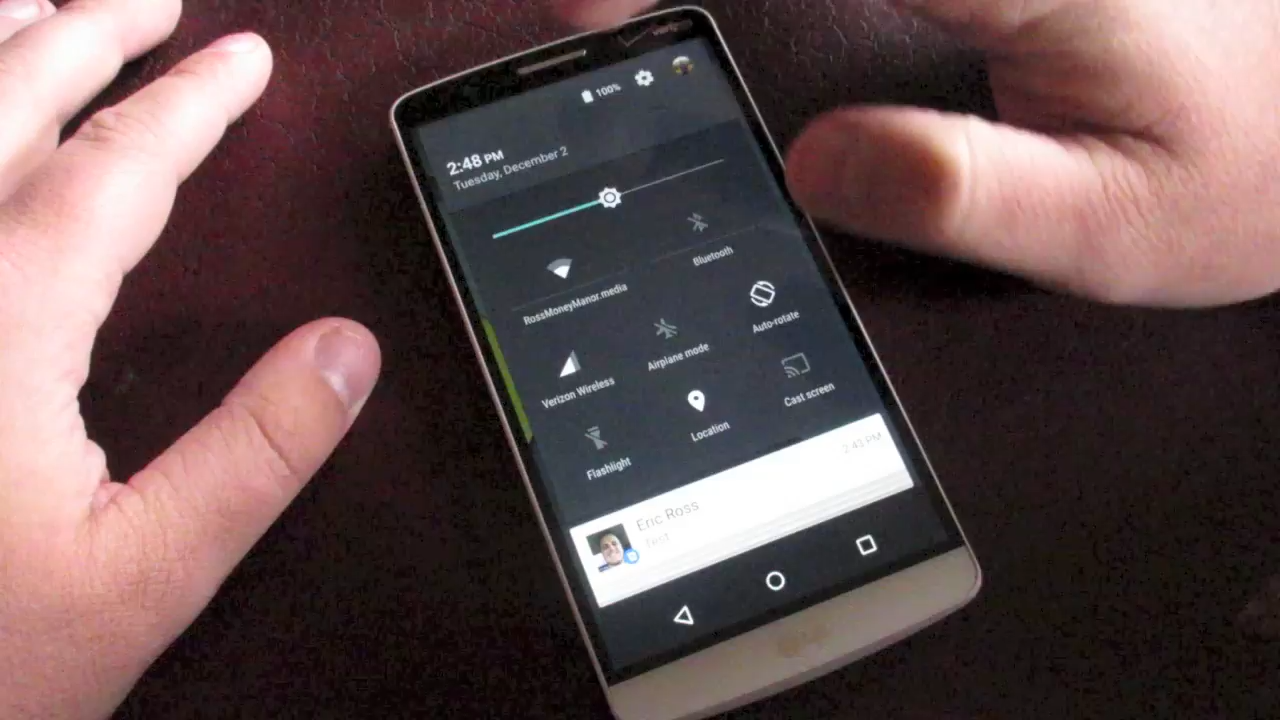 verizon
100%
2:48 PM
Tuesday, December 2
Bluetooth
RossMoneyManor.media
Auto-rotate
Airplane mode
Verizon Wireless
Cast screen
Location
Flashlight
2:43 PM
Eric Ross
Test